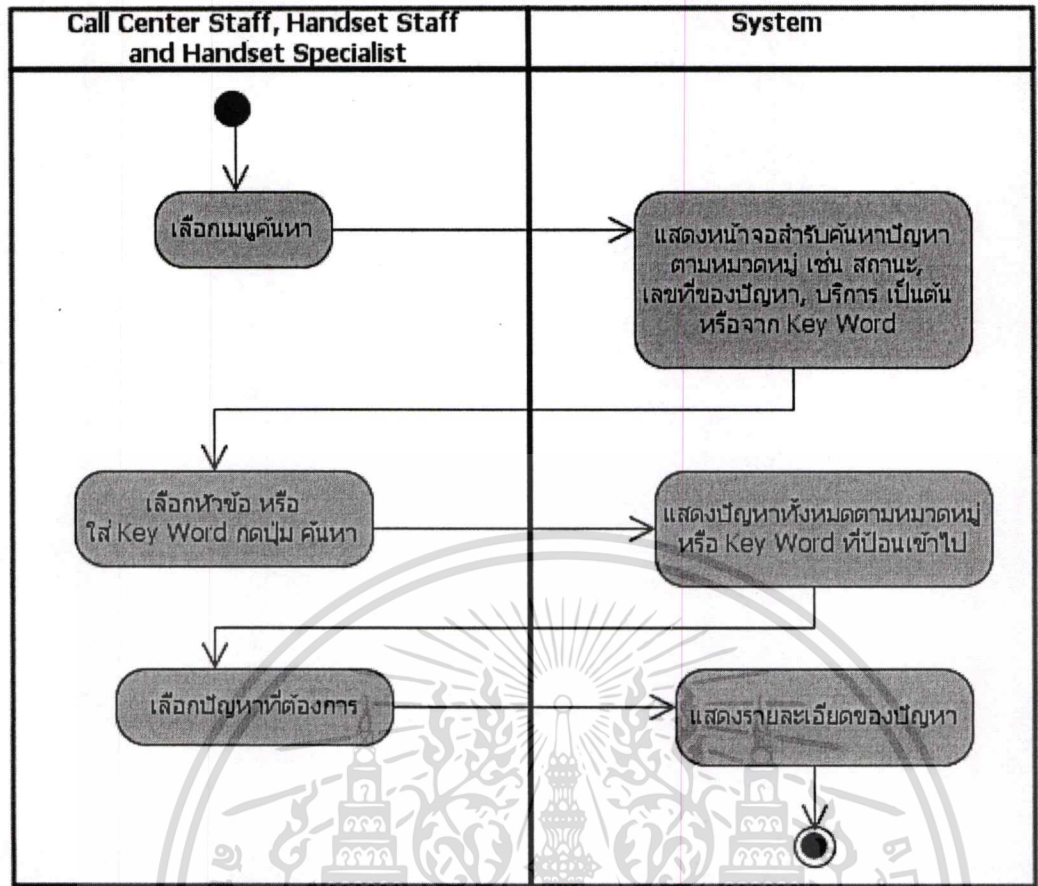 Call Center Staff, Handset Staff
and Handset Specialist
System
เลือกเมนูค้นหา
แสดงหน้าจอสำรับค้นหาปัญหา
ตามหมวดหมู่ เช่น สถานะ,
เลขที่ของปัญหา, บริการ เป็นต้น
หรือจาก Key Word
เลือกหัวข้อ หรือ
ใส่ Key Word กดปุ่ม ค้นหา
แสดงปัญหาทั้งหมดตามหมวดหมู่
หรือ Key Word ที่ป้อนเข้าไป
เลือกปัญหาที่ต้องการ
แสดงรายละเอียดของปัญหา